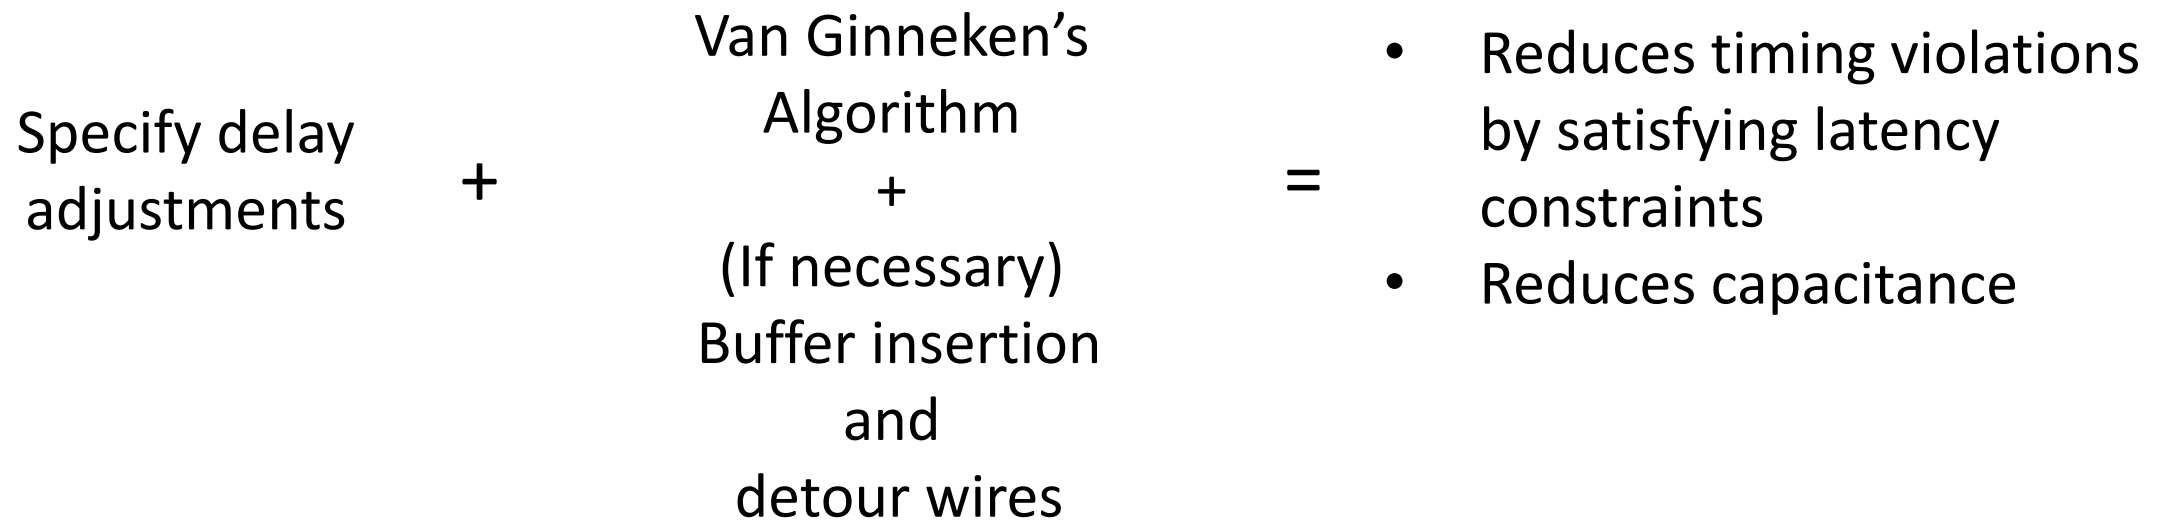 Specify delay
adjustments
+
Van Ginneken’s
Algorithm
+
(If necessary)
Buffer insertion
and
detour wires
=
• Reduces timing violations
by satisfying latency
constraints
• Reduces capacitance